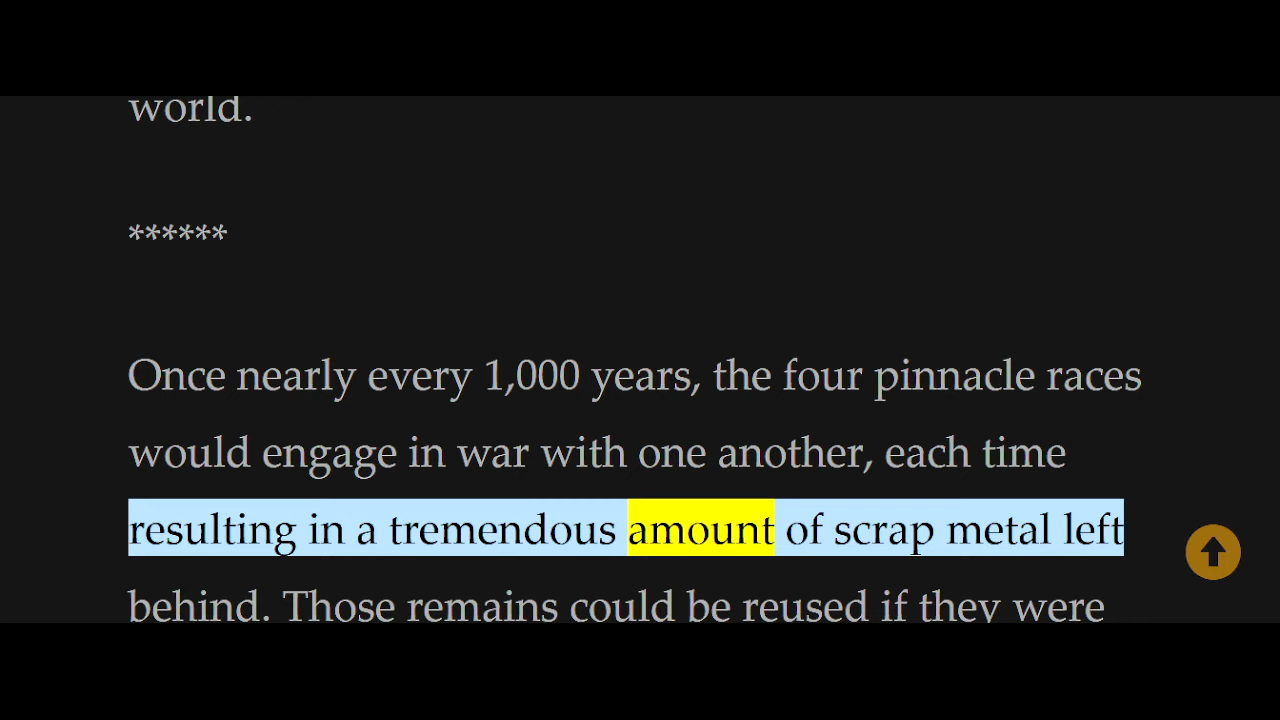 world.
******
Once nearly every 1,000 years, the four pinnacle races
would engage in war with one another, each time
resulting in a tremendous amount of scrap metal left
behind. Those remains could be reused if they were